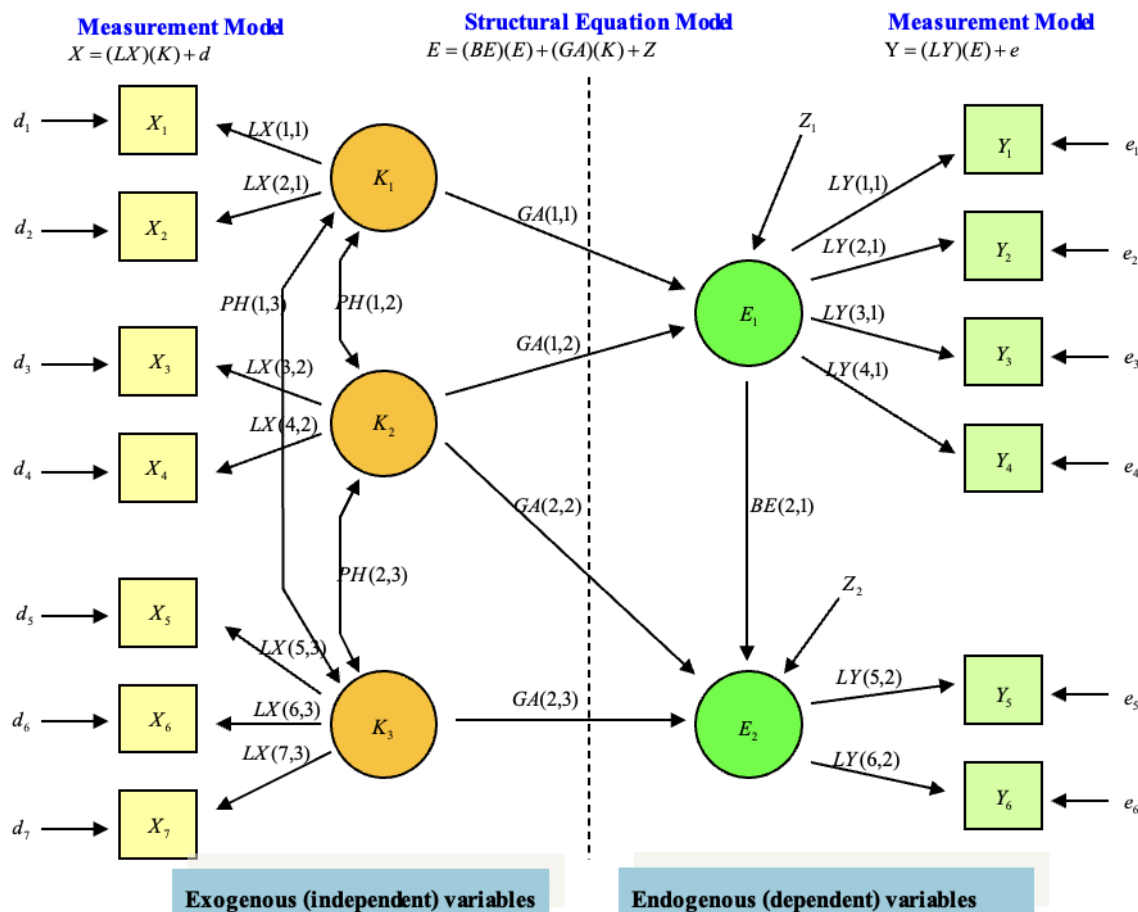 Measurement Model
X = (LX)(K) + d
Structural Equation Model
E = (BE)(E) + (GA)(K) + Z
Measurement Model
Y = (LY)(E) + e
d₁
X₁
LX(1,1)
K₁
Z₁
Y₁
e₁
LX(2,1)
GA(1,1)
LY(1,1)
d₂
X₂
LY(2,1)
Y₂
e₂
PH(1,3)
PH(1,2)
E₁
LY(3,1)
d₃
X₃
LX(3,2)
GA(1,2)
LY(4,1)
Y₃
e₃
LX(4,2)
K₂
d₄
X₄
Y₄
e₄
GA(2,2)
BE(2,1)
PH(2,3)
Z₂
d₅
X₅
LX(5,3)
LY(5,2)
Y₅
e₅
d₆
X₆
LX(6,3)
K₃
GA(2,3)
E₂
LX(7,3)
LY(6,2)
Y₆
e₆
d₇
X₇
Exogenous (independent) variables
Endogenous (dependent) variables